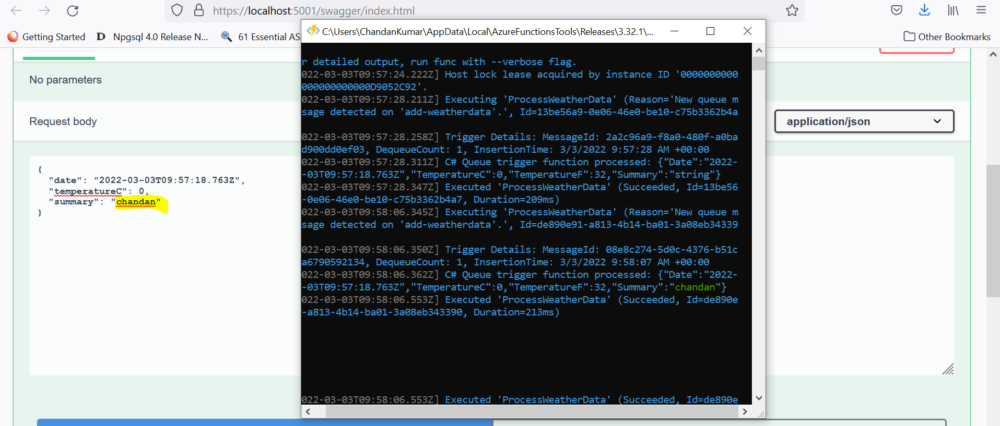 https://localhost:5001/swagger/index.html
Getting Started
Npgsql 4.0 Release N...
61 Essential AS
Other Bookmarks
No parameters
Request body
application/json
{
"date": "2022-03-03T09:57:18.763Z",
"temperatureC": 0,
"summary": "chandan"
}
C:\Users\ChandanKumar\AppData\Local\AzureFunctionsTools\Releases\3.32.1\...
r detailed output, run func with --verbose flag.
022-03-03T09:57:24.222Z] Host lock lease acquired by instance ID '0000000000
000000000000D9052C92'.
022-03-03T09:57:28.211Z] Executing 'ProcessWeatherData' (Reason='New queue m
sage detected on 'add-weatherdata'.', Id=13be56a9-0e06-46e0-be10-c75b3362b4a
022-03-03T09:57:28.258Z] Trigger Details: MessageId: 2a2c96a9-f8a0-480f-a0ba
d900dd0ef03, DequeueCount: 1, InsertionTime: 3/3/2022 9:57:28 AM +00:00
022-03-03T09:57:28.311Z] C# Queue trigger function processed: {"Date":"2022-
-03T09:57:18.763Z","TemperatureC":0,"TemperatureF":32,"Summary":"string"}
022-03-03T09:57:28.347Z] Executed 'ProcessWeatherData' (Succeeded, Id=13be56
-0e06-46e0-be10-c75b3362b4a7, Duration=209ms)
022-03-03T09:58:06.345Z] Executing 'ProcessWeatherData' (Reason='New queue m
sage detected on 'add-weatherdata'.', Id=de890e91-a813-4b14-ba01-3a08eb34339
022-03-03T09:58:06.350Z] Trigger Details: MessageId: 08e8c274-5d0c-4376-b51c
a6790592134, DequeueCount: 1, InsertionTime: 3/3/2022 9:58:07 AM +00:00
022-03-03T09:58:06.362Z] C# Queue trigger function processed: {"Date":"2022-
-03T09:57:18.763Z","TemperatureC":0,"TemperatureF":32,"Summary":"chandan"}
022-03-03T09:58:06.553Z] Executed 'ProcessWeatherData' (Succeeded, Id=de890e
-a813-4b14-ba01-3a08eb343390, Duration=213ms)
022-03-03T09:58:06.553Z] Executed 'ProcessWeatherData' (Succeeded, Id=de890e